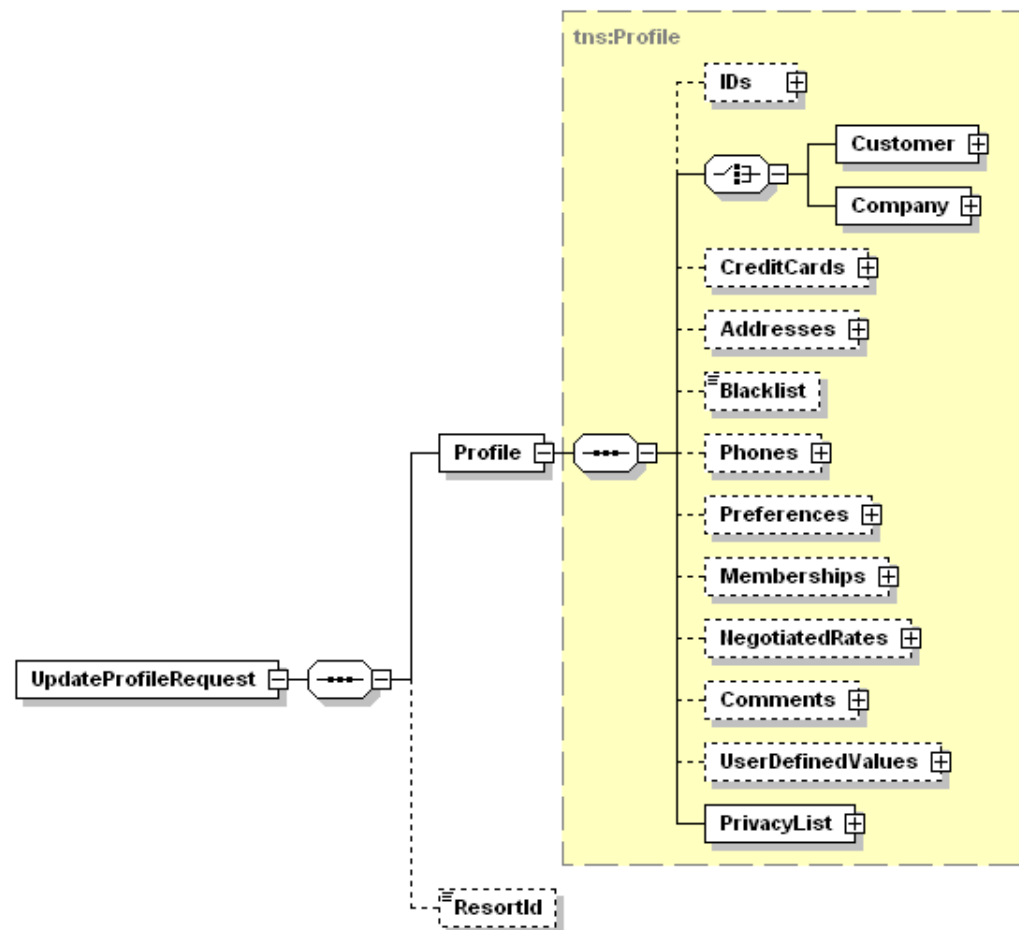 tns:Profile
IDs
Customer
Company
CreditCards
Addresses
Blacklist
Profile
Phones
Preferences
Memberships
NegotiatedRates
UpdateProfileRequest
Comments
UserDefinedValues
PrivacyList
ResortId